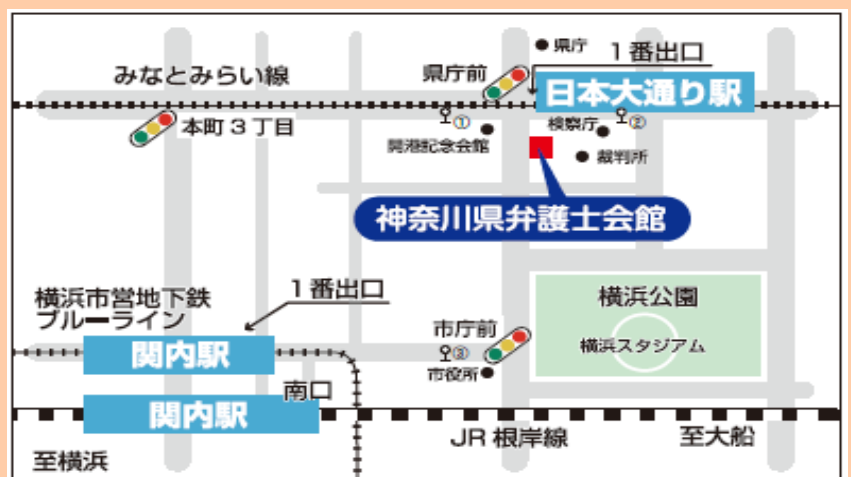 県庁
1番出口
みなとみらい線
県庁前
日本大通り駅
本町3丁目
①
検察庁
②
開港記念会館
裁判所
神奈川県弁護士会館
横浜市営地下鉄
ブルーライン
1番出口
横浜公園
市庁前
関内駅
③
横浜スタジアム
市役所
南口
関内駅
JR根岸線
至大船
至横浜